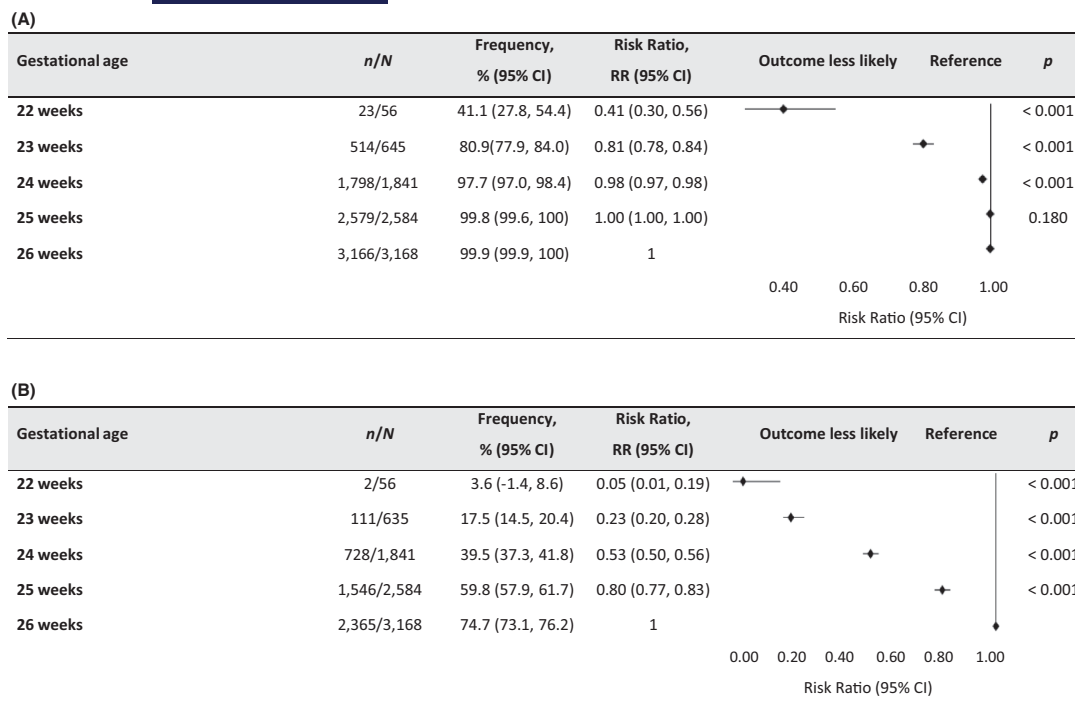 (A)
Gestational age n/N Frequency, % (95% CI) Risk Ratio, RR (95% CI) Outcome less likely Reference p
22 weeks 23/56 41.1 (27.8, 54.4) 0.41 (0.30, 0.56) < 0.001
23 weeks 514/645 80.9(77.9, 84.0) 0.81 (0.78, 0.84) < 0.001
24 weeks 1,798/1,841 97.7 (97.0, 98.4) 0.98 (0.97, 0.98) < 0.001
25 weeks 2,579/2,584 99.8 (99.6, 100) 1.00 (1.00, 1.00) 0.180
26 weeks 3,166/3,168 99.9 (99.9, 100) 1
0.40 0.60 0.80 1.00
Risk Ratio (95% CI)
(B)
Gestational age n/N Frequency, % (95% CI) Risk Ratio, RR (95% CI) Outcome less likely Reference p
22 weeks 2/56 3.6 (-1.4, 8.6) 0.05 (0.01, 0.19) < 0.001
23 weeks 111/635 17.5 (14.5, 20.4) 0.23 (0.20, 0.28) < 0.001
24 weeks 728/1,841 39.5 (37.3, 41.8) 0.53 (0.50, 0.56) < 0.001
25 weeks 1,546/2,584 59.8 (57.9, 61.7) 0.80 (0.77, 0.83) < 0.001
26 weeks 2,365/3,168 74.7 (73.1, 76.2) 1
0.00 0.20 0.40 0.60 0.80 1.00
Risk Ratio (95% CI)